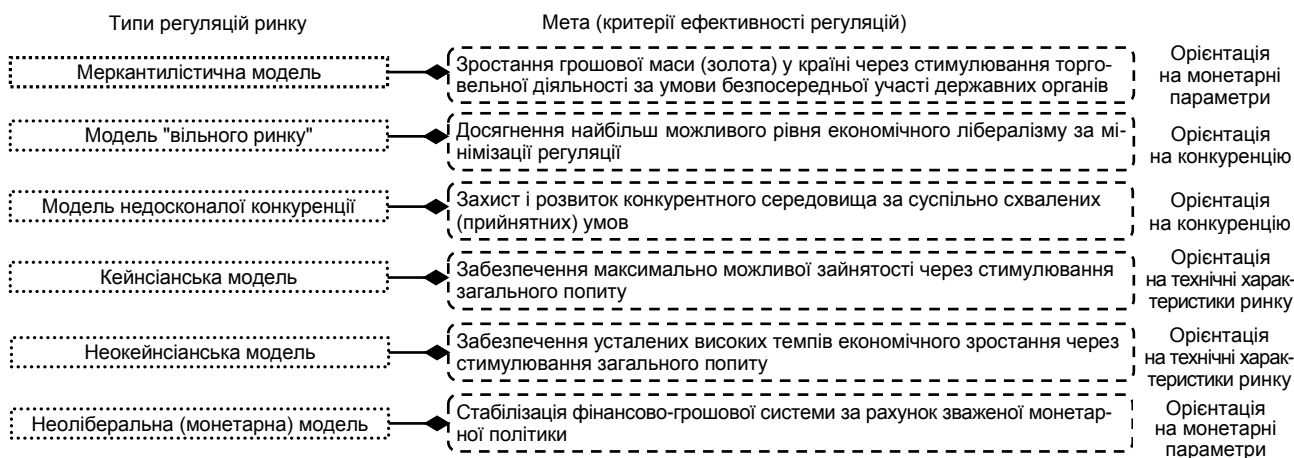 Типи регуляцій ринку
Мета (критерії ефективності регуляцій)
Меркантилістична модель
Зростання грошової маси (золота) у країні через стимулювання торго-
вельної діяльності за умови безпосередньої участі державних органів
Орієнтація
на монетарні
параметри
Модель "вільного ринку"
Досягнення найбільш можливого рівня економічного лібералізму за мі-
німізації регуляції
Орієнтація
на конкуренцію
Модель недосконалої конкуренції
Захист і розвиток конкурентного середовища за суспільно схвалених
(прийнятних) умов
Орієнтація
на конкуренцію
Кейнсіанська модель
Забезпечення максимально можливої зайнятості через стимулювання
загального попиту
Орієнтація
на технічні харак-
теристики ринку
Неокейнсіанська модель
Забезпечення усталених високих темпів економічного зростання через
стимулювання загального попиту
Орієнтація
на технічні харак-
теристики ринку
Неоліберальна (монетарна) модель
Стабілізація фінансово-грошової системи за рахунок зваженої монетар-
ної політики
Орієнтація
на монетарні
параметри